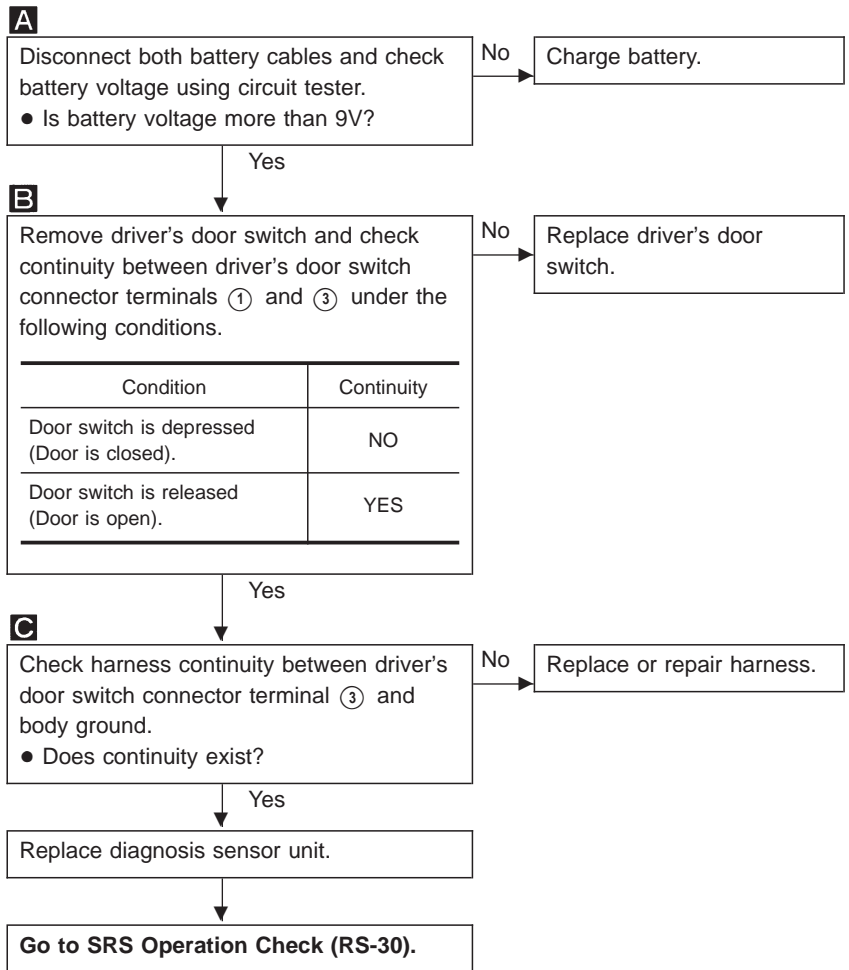 A
Disconnect both battery cables and check
battery voltage using circuit tester.
● Is battery voltage more than 9V?
No
Charge battery.
Yes
B
Remove driver's door switch and check
continuity between driver's door switch
connector terminals ① and ③ under the
following conditions.
Condition Continuity
Door switch is depressed
(Door is closed).
NO
Door switch is released
(Door is open).
YES
No
Replace driver's door
switch.
Yes
C
Check harness continuity between driver's
door switch connector terminal ③ and
body ground.
● Does continuity exist?
No
Replace or repair harness.
Yes
Replace diagnosis sensor unit.
Go to SRS Operation Check (RS-30).